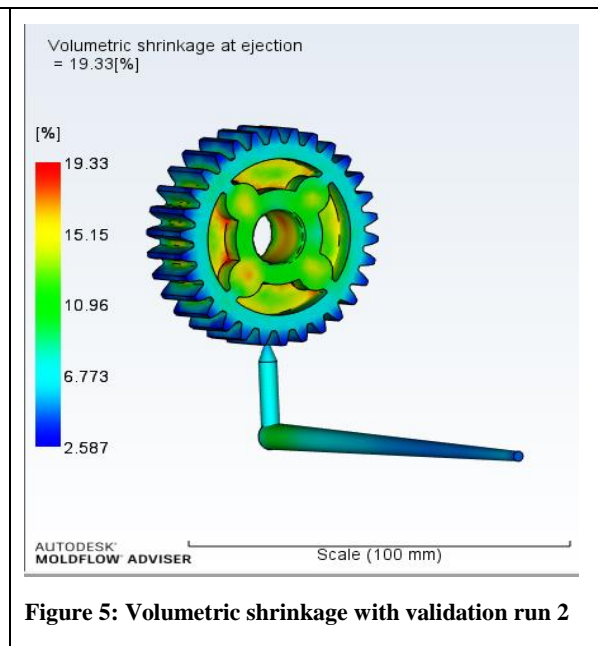 Volumetric shrinkage at ejection
= 19.33[%]
[%]
19.33
15.15
10.96
6.773
2.587
AUTODESK'
MOLDFLOW' ADVISER
Scale (100 mm)
Figure 5: Volumetric shrinkage with validation run 2